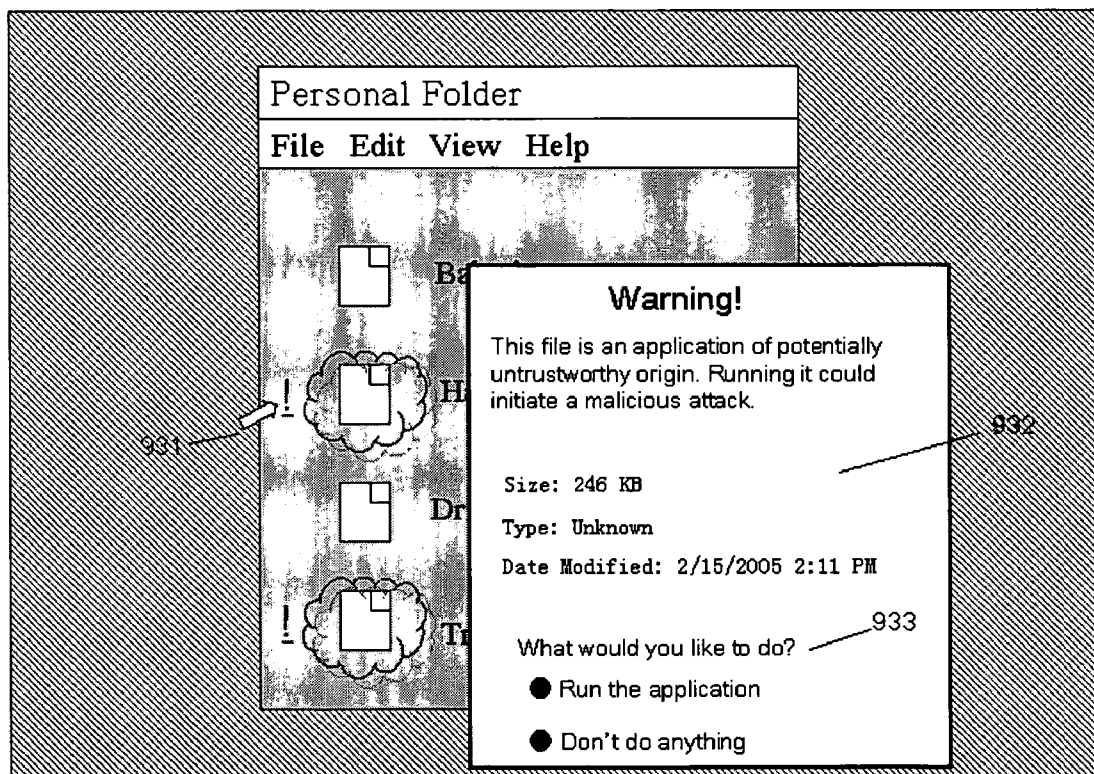 Personal Folder
File Edit View Help
Warning!
This file is an application of potentially
untrustworthy origin. Running it could
initiate a malicious attack.
!
931
932
Size: 246 KB
Type: Unknown
Date Modified: 2/15/2005 2:11 PM
!
933
What would you like to do?
Run the application
Don't do anything